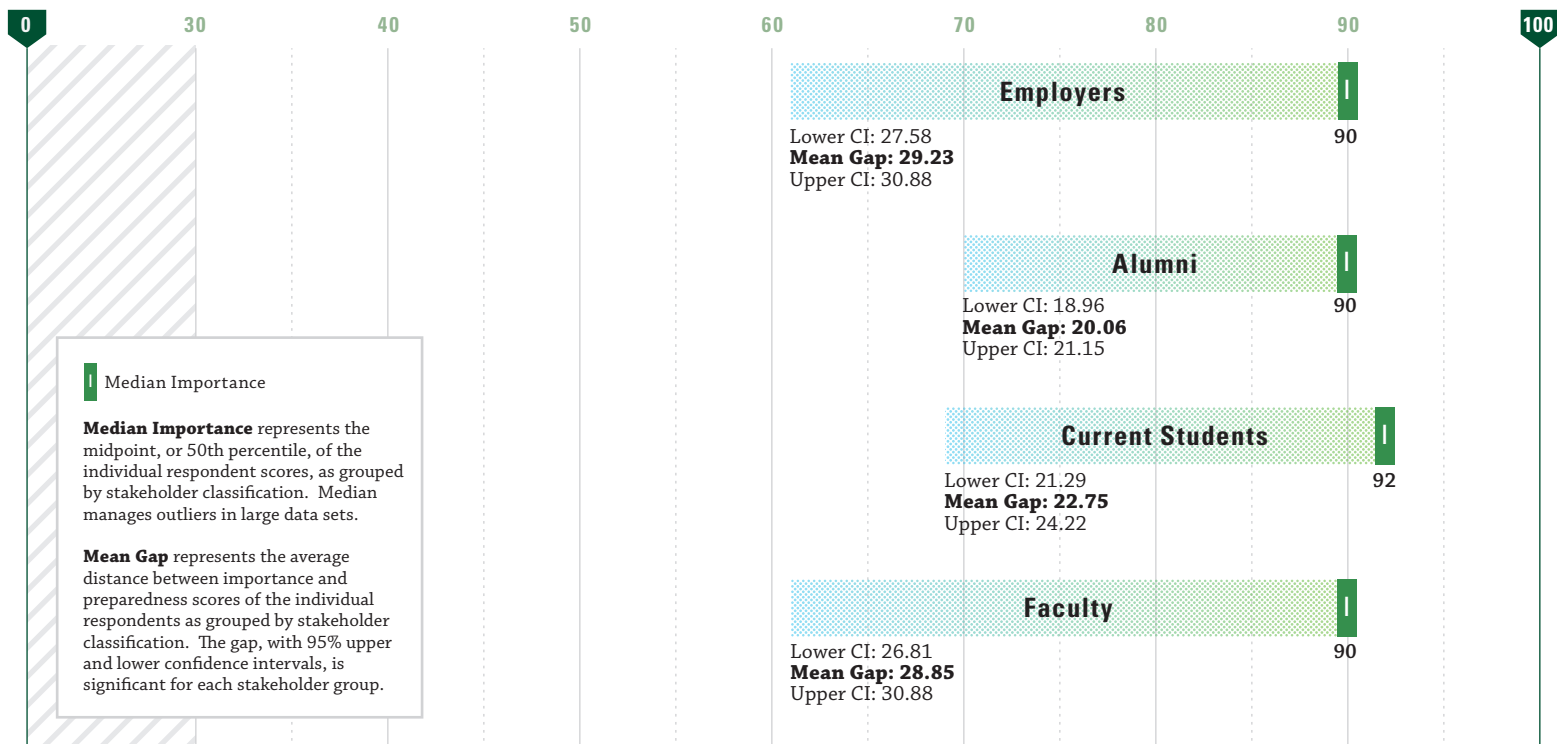 0 30 40 50 60 70 80 90 100
Employers
90
Lower CI: 27.58
Mean Gap: 29.23
Upper CI: 30.88
Alumni
90
Lower CI: 18.96
Mean Gap: 20.06
Upper CI: 21.15
Current Students
92
Lower CI: 21.29
Mean Gap: 22.75
Upper CI: 24.22
Faculty
90
Lower CI: 26.81
Mean Gap: 28.85
Upper CI: 30.88
Median Importance
Median Importance represents the
midpoint, or 50th percentile, of the
individual respondent scores, as grouped
by stakeholder classification. Median
manages outliers in large data sets.
Mean Gap represents the average
distance between importance and
preparedness scores of the individual
respondents as grouped by stakeholder
classification. The gap, with 95% upper
and lower confidence intervals, is
significant for each stakeholder group.